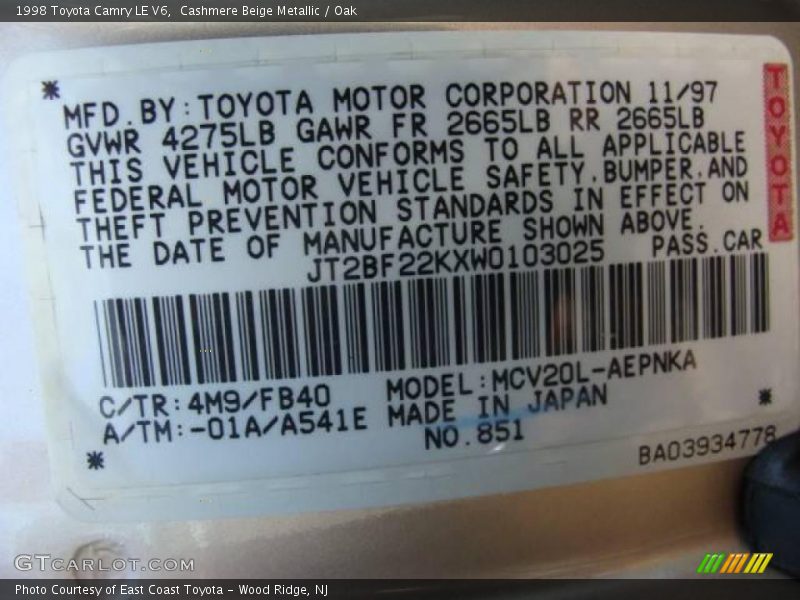 1998 Toyota Camry LE V6,  Cashmere Beige Metallic / Oak
MFD.BY:TOYOTA MOTOR CORPORATION 11/97
GVWR 4275LB GAWR FR 2665LB RR 2665LB
THIS VEHICLE CONFORMS TO ALL APPLICABLE
FEDERAL MOTOR VEHICLE SAFETY,BUMPER,AND
THEFT PREVENTION STANDARDS IN EFFECT ON
THE DATE OF MANUFACTURE SHOWN ABOVE.
JT2BF22KXW0103025 PASS.CAR
TOYOTA
C/TR:4M9/FB40 MODEL:MCV20L-AEPNKA
A/TM:-01A/A541E MADE IN JAPAN
NO.851
BA03934778
GTCarlot.com
Photo Courtesy of East Coast Toyota - Wood Ridge, NJ